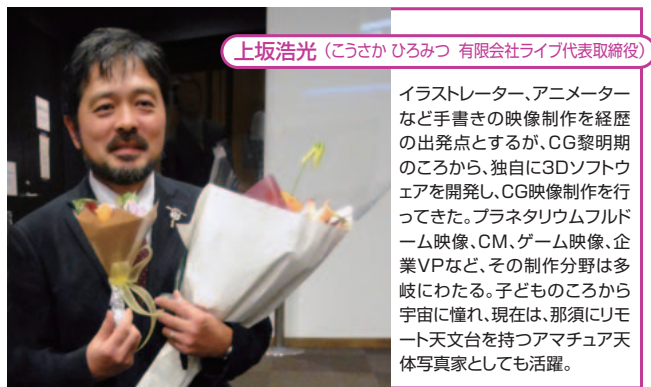 上坂浩光(こうさか ひろみつ 有限会社ライブ代表取締役)
イラストレーター、アニメーター
など手書きの映像制作を経歴
の出発点とするが、CG黎明期
のころから、独自に3Dソフトウ
ェアを開発し、CG映像制作を行
ってきた。プラネタリウムフルド
ーム映像、CM、ゲーム映像、企
業VPなど、その制作分野は多
岐にわたる。子どものころから
宇宙に憧れ、現在は、那須にリモ
ート天文台を持つアマチュア天
体写真家としても活躍。